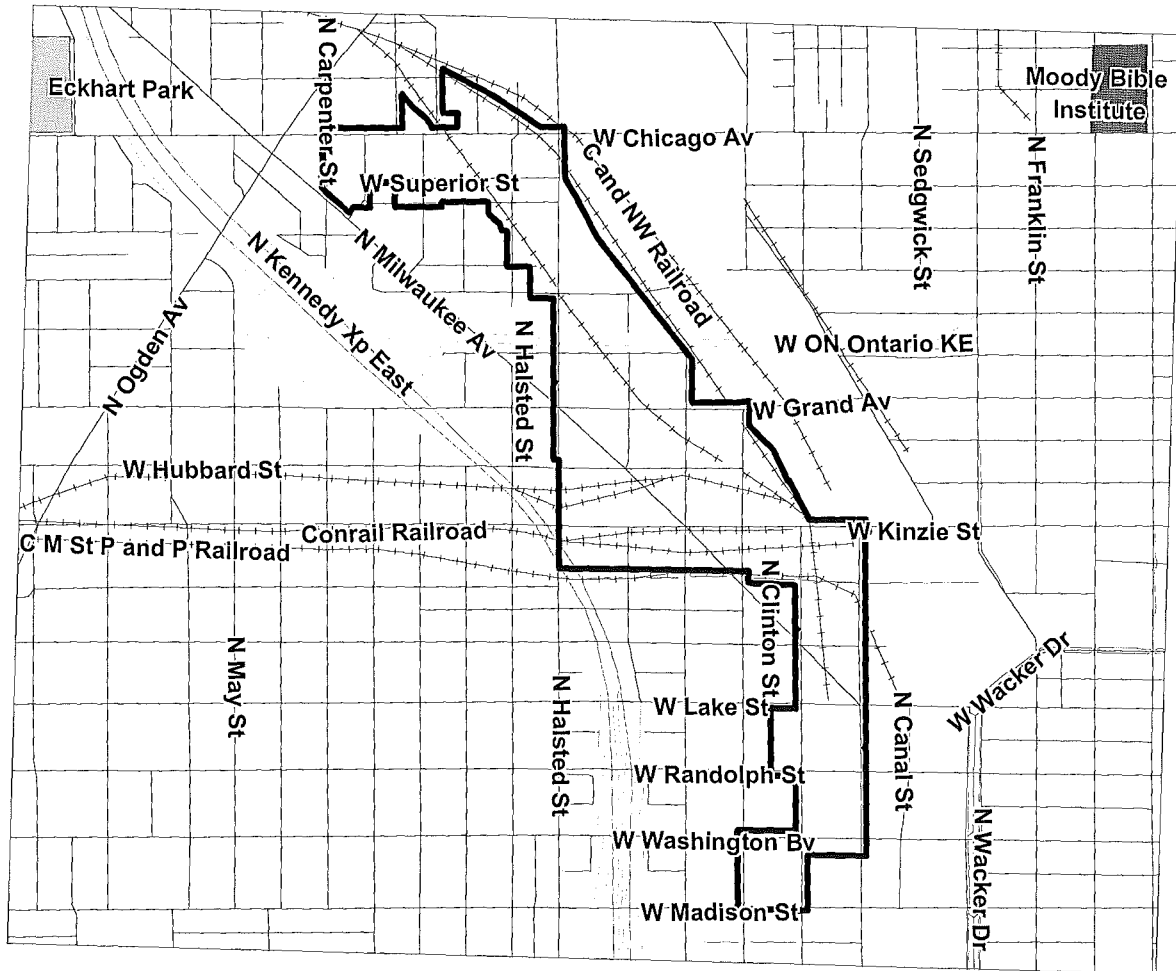 N Carpenter St
Eckhart Park
Moody Bible
Institute
W Chicago Av
C and NW Railroad
N Sedgwick St
N Franklin St
W Superior St
N Milwaukee Av
N Kennedy Xp East
N Ogden Av
N Halsted St
W ON Ontario KE
W Grand Av
W Hubbard St
Conrail Railroad
C M St P and P Railroad
W Kinzie St
N Clinton St
N May St
N Halsted St
W Lake St
N Canal St
W Wacker Dr
W Randolph St
W Washington Bv
N Wacker Dr
W Madison St